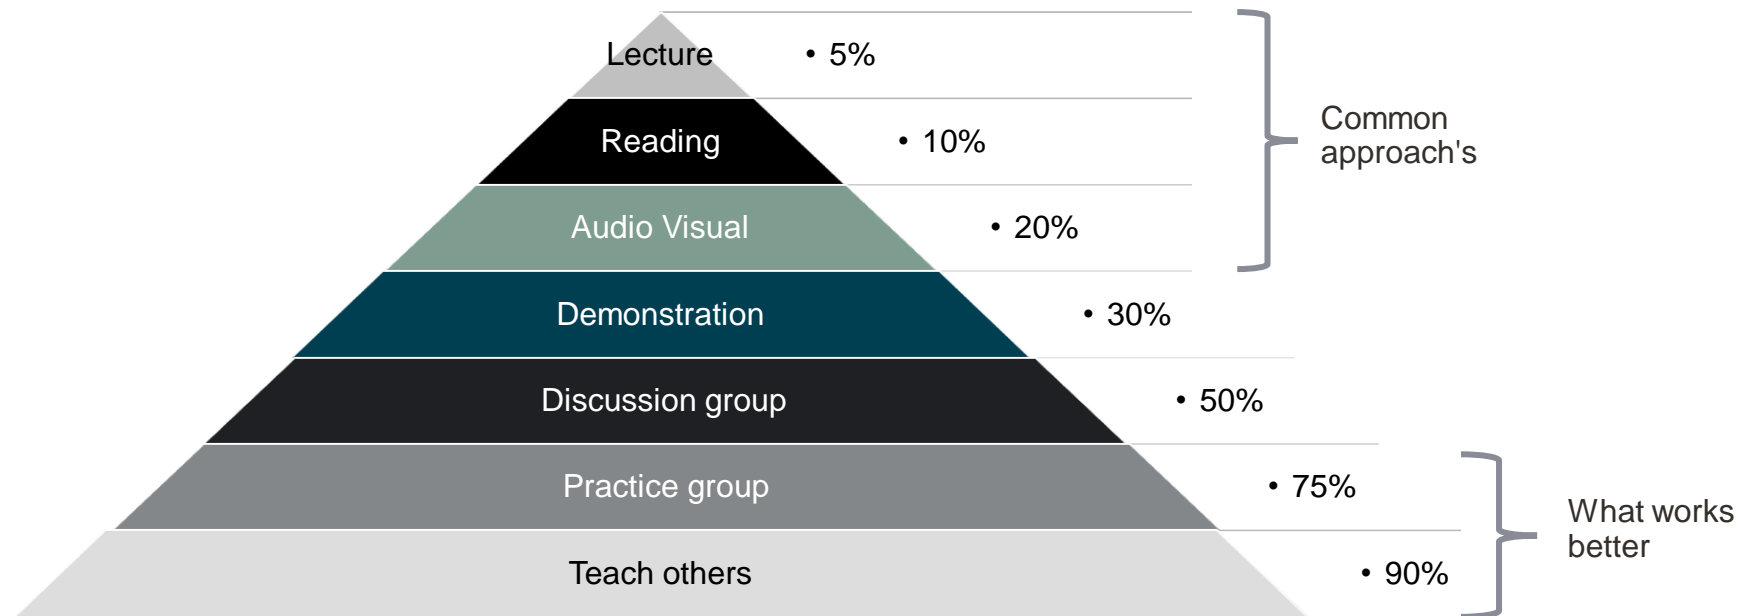 Lecture
• 5%
Reading
• 10%
Audio Visual
• 20%
Common
approach's
Demonstration
• 30%
Discussion group
• 50%
Practice group
• 75%
Teach others
• 90%
What works
better